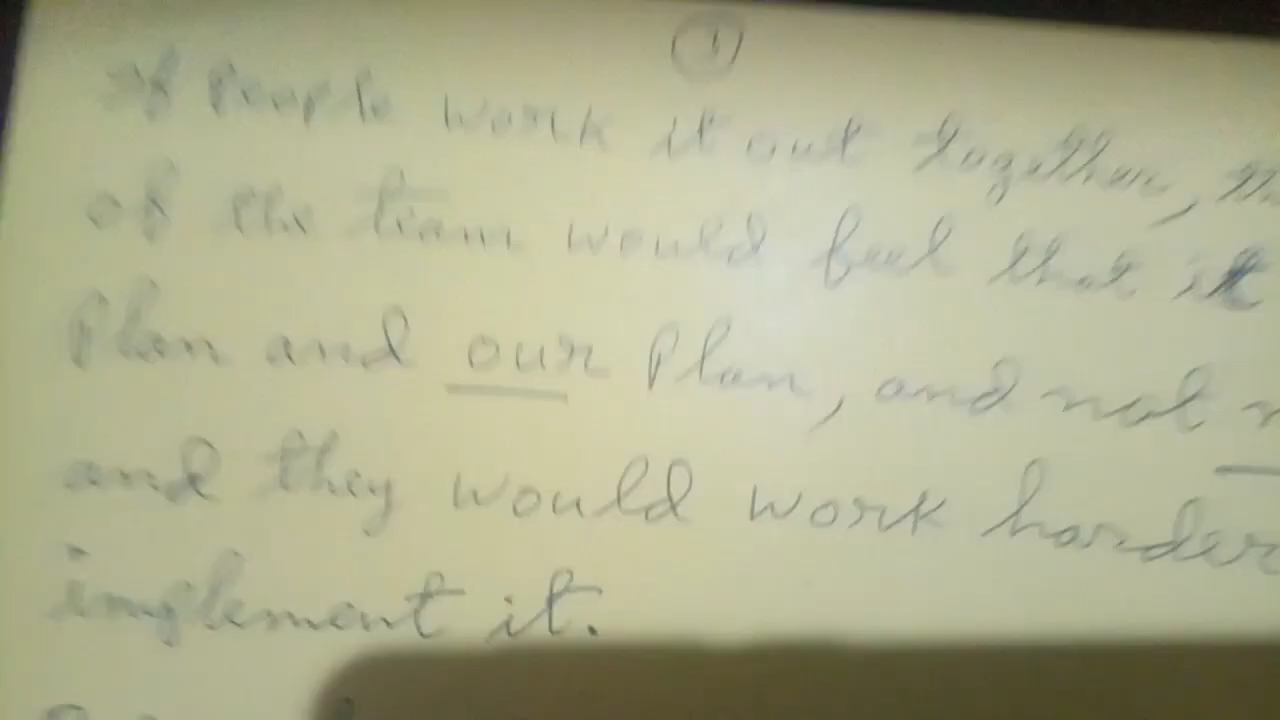 1
of people work it out together,
of the team would feel that it
Plan and our Plan, and not
and they would work harder
implement it.